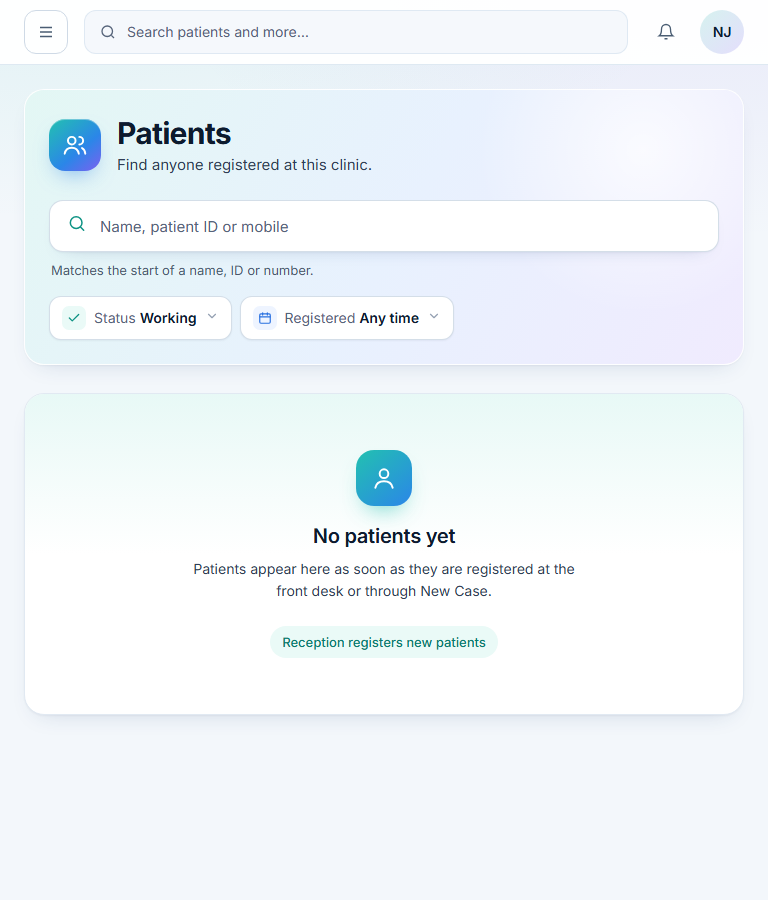 Search patients and more...
NJ
Patients
Find anyone registered at this clinic.
Name, patient ID or mobile
Matches the start of a name, ID or number.
Status Working
Registered Any time
No patients yet
Patients appear here as soon as they are registered at the
front desk or through New Case.
Reception registers new patients